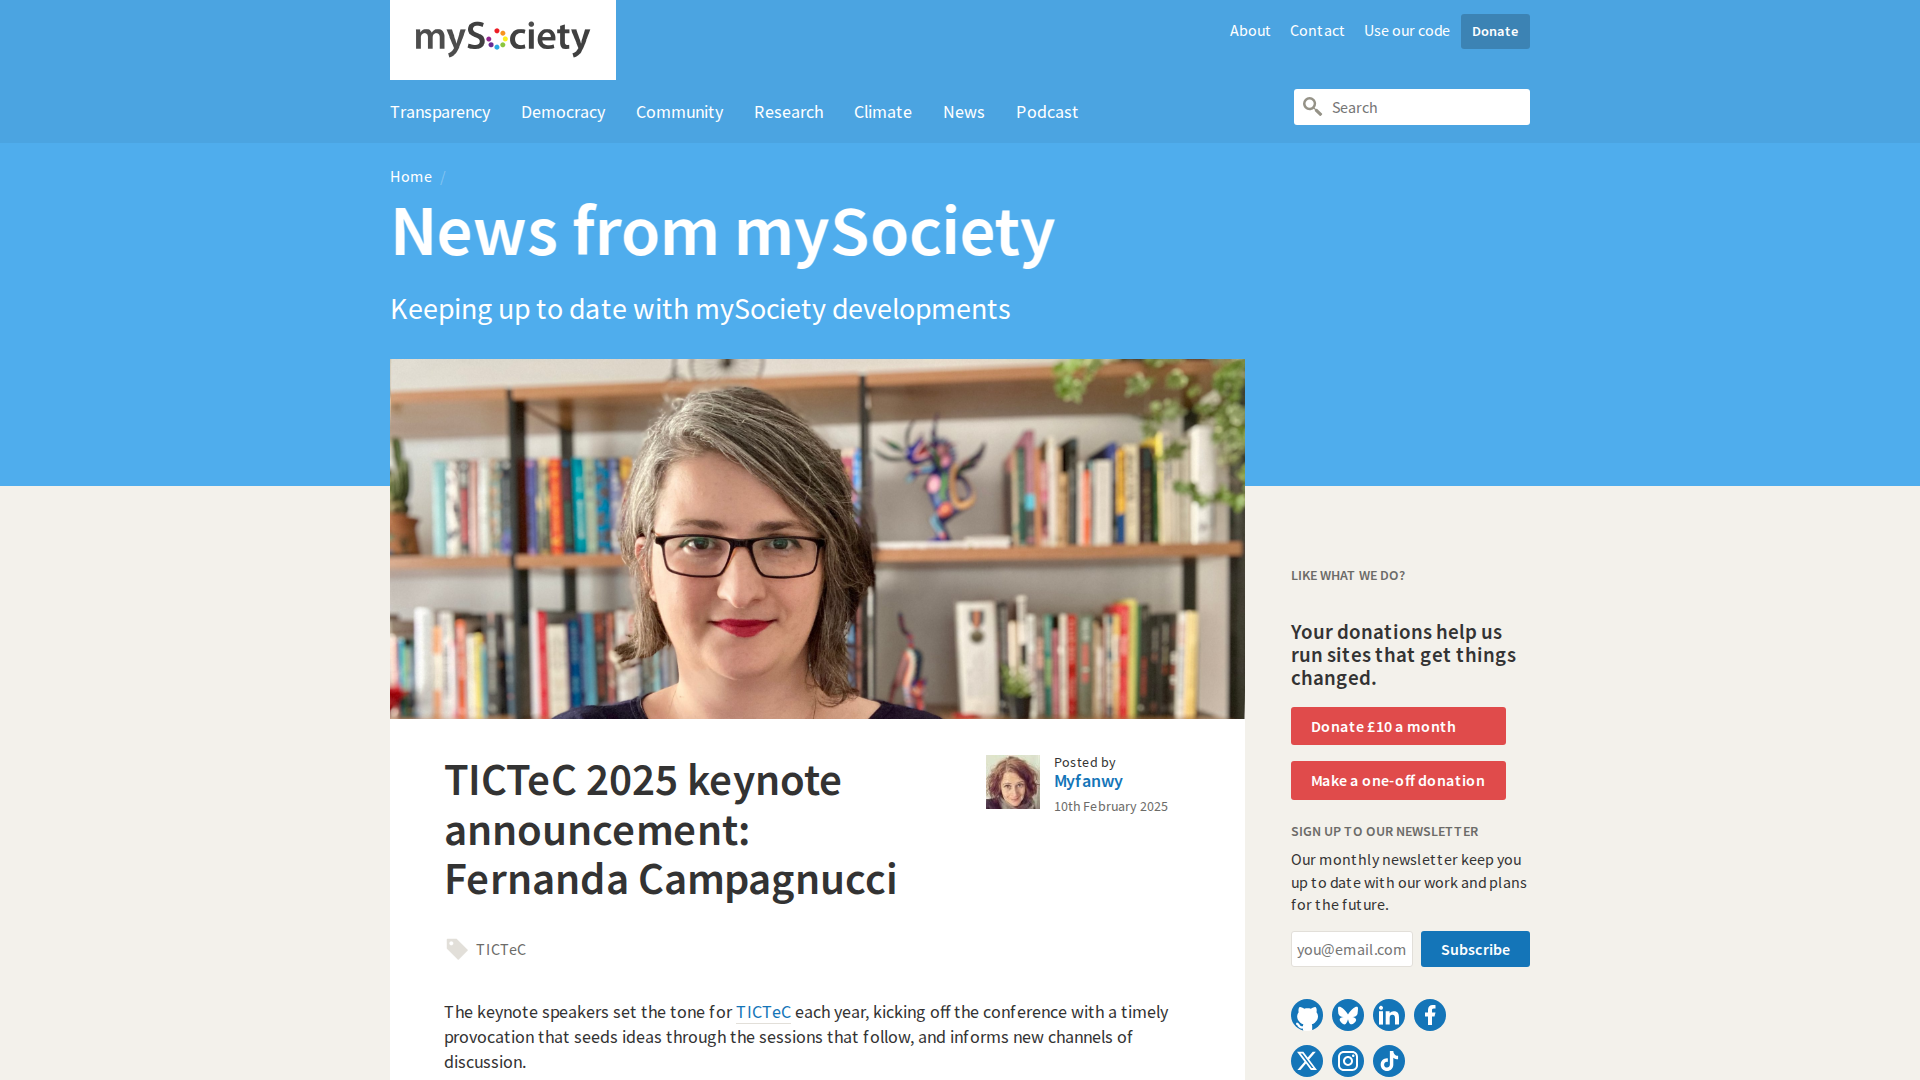 mySociety
About
Contact
Use our code
Donate
Transparency
Democracy
Community
Research
Climate
News
Podcast
Search
Home /
News from mySociety
Keeping up to date with mySociety developments
TICTeC 2025 keynote
announcement:
Fernanda Campagnucci
Posted by
Myfanwy
10th February 2025
TICTeC
The keynote speakers set the tone for TICTeC each year, kicking off the conference with a timely
provocation that seeds ideas through the sessions that follow, and informs new channels of
discussion.
LIKE WHAT WE DO?
Your donations help us
run sites that get things
changed.
Donate £10 a month
Make a one-off donation
SIGN UP TO OUR NEWSLETTER
Our monthly newsletter keep you
up to date with our work and plans
for the future.
you@email.com
Subscribe